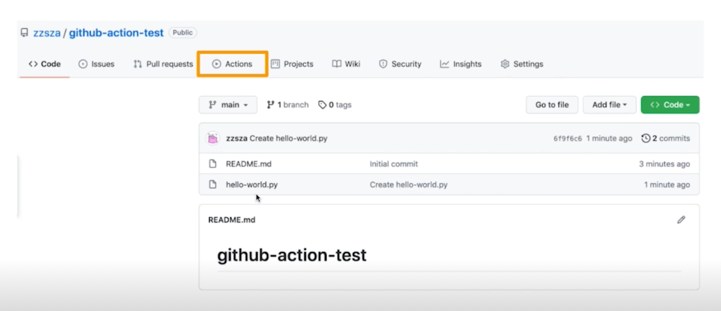 zzsza / github-action-test Public
Code Issues Pull requests Actions Projects Wiki Security Insights Settings
main 1 branch 0 tags Go to file Add file Code
zzsza Create hello-world.py 6f9f6c6 1 minute ago 2 commits
README.md Initial commit 3 minutes ago
hello-world.py Create hello-world.py 1 minute ago
README.md
github-action-test